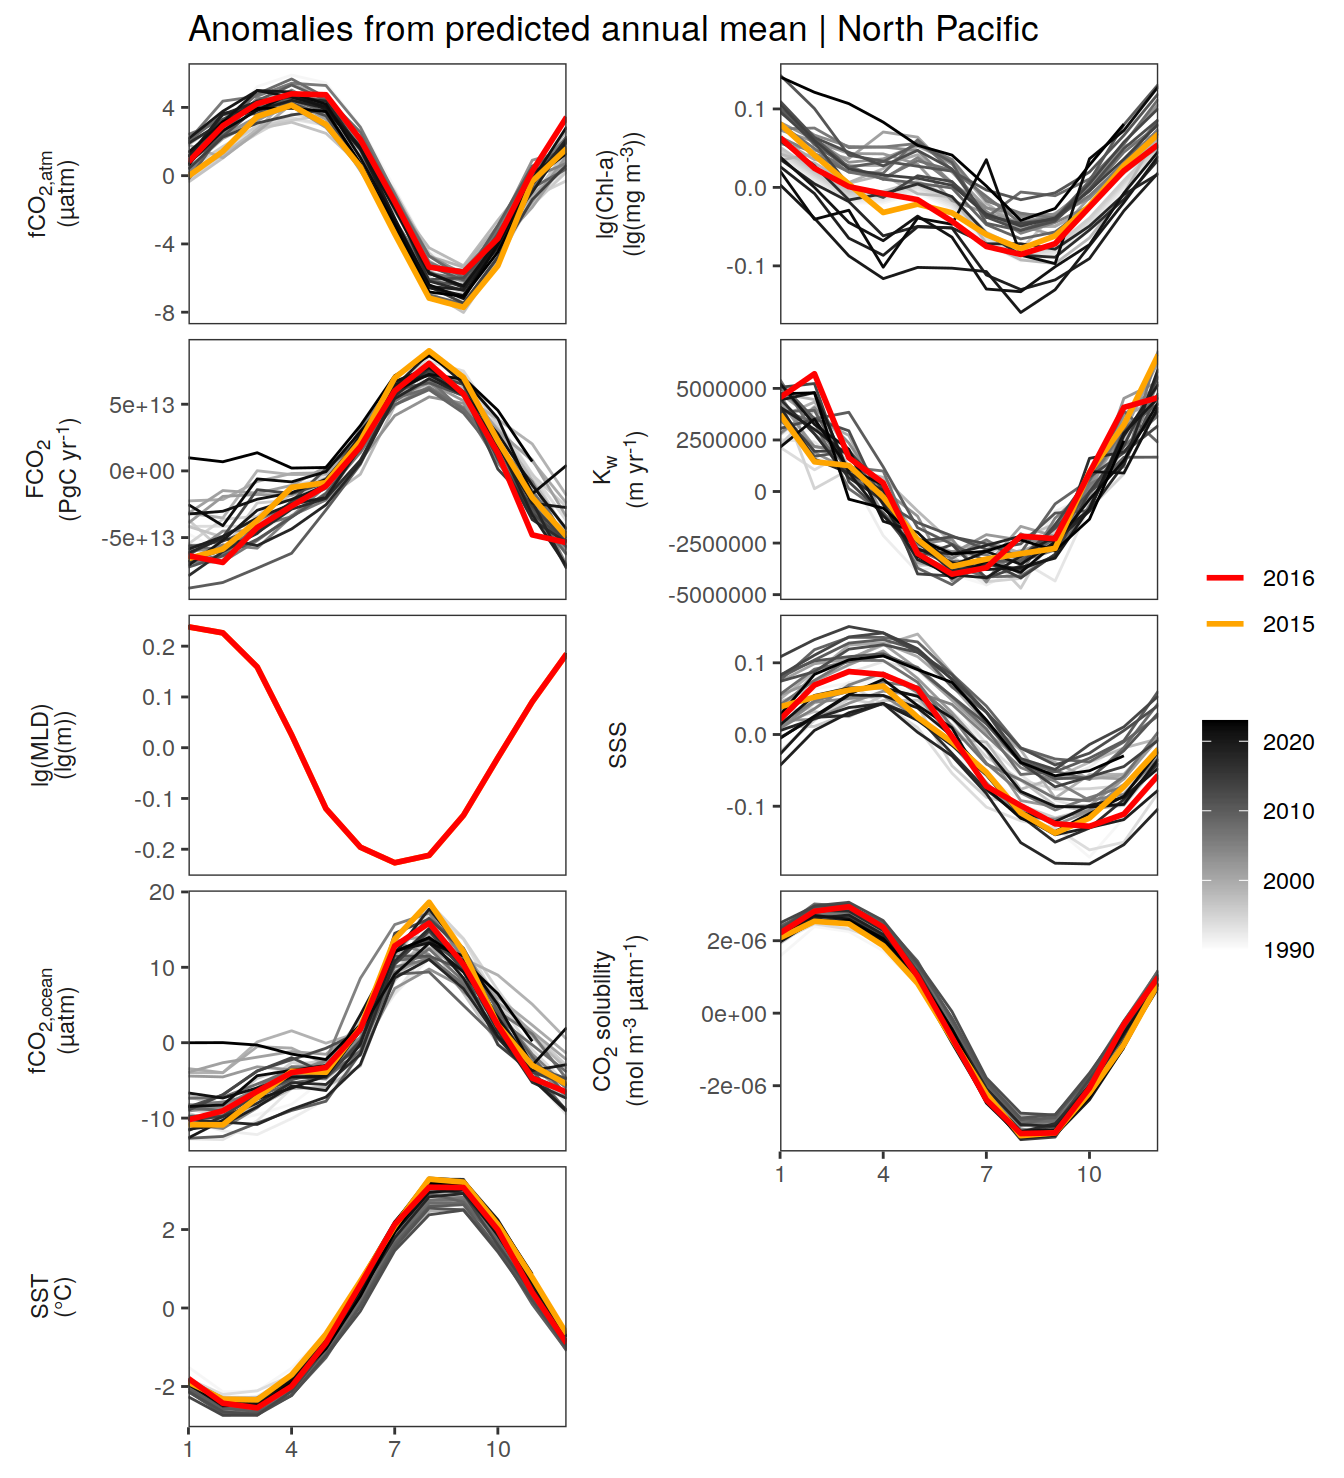 Anomalies from predicted annual mean | North Pacific
fCO2,atm
(µatm)
4
0
-4
-8
lg(Chl-a)
(lg(mg m-3))
0.1
0.0
-0.1
FCO2
(PgC yr-1)
5e+13
0e+00
-5e+13
Kw
(m yr-1)
5000000
2500000
0
-2500000
-5000000
lg(MLD)
(lg(m))
0.2
0.1
0.0
-0.1
-0.2
SSS
0.1
0.0
-0.1
fCO2,ocean
(µatm)
20
10
0
-10
CO2 solubility
(mol m-3 µatm-1)
2e-06
0e+00
-2e-06
1 4 7 10
SST
(°C)
2
0
-2
1 4 7 10
2016
2015
2020
2010
2000
1990